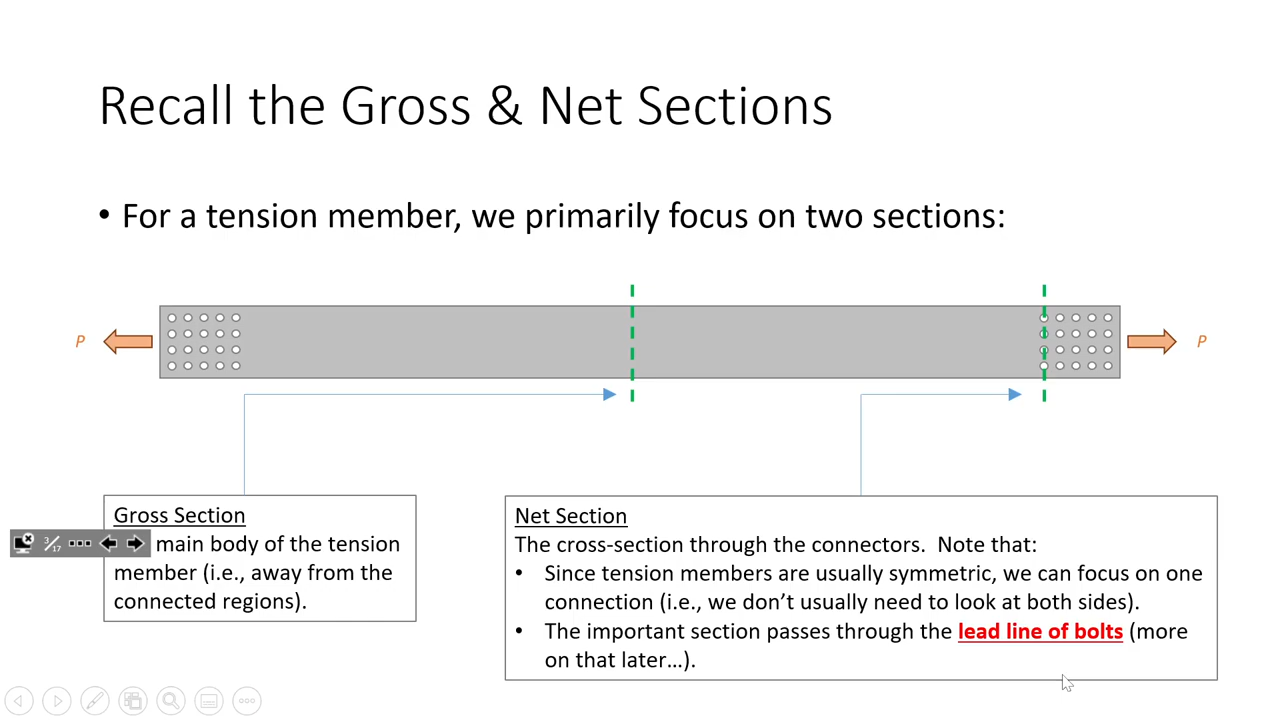 Recall the Gross & Net Sections
• For a tension member, we primarily focus on two sections:
P
P
Gross Section
main body of the tension
member (i.e., away from the
connected regions).
3/17
Net Section
The cross-section through the connectors. Note that:
• Since tension members are usually symmetric, we can focus on one
connection (i.e., we don’t usually need to look at both sides).
• The important section passes through the lead line of bolts (more
on that later…).